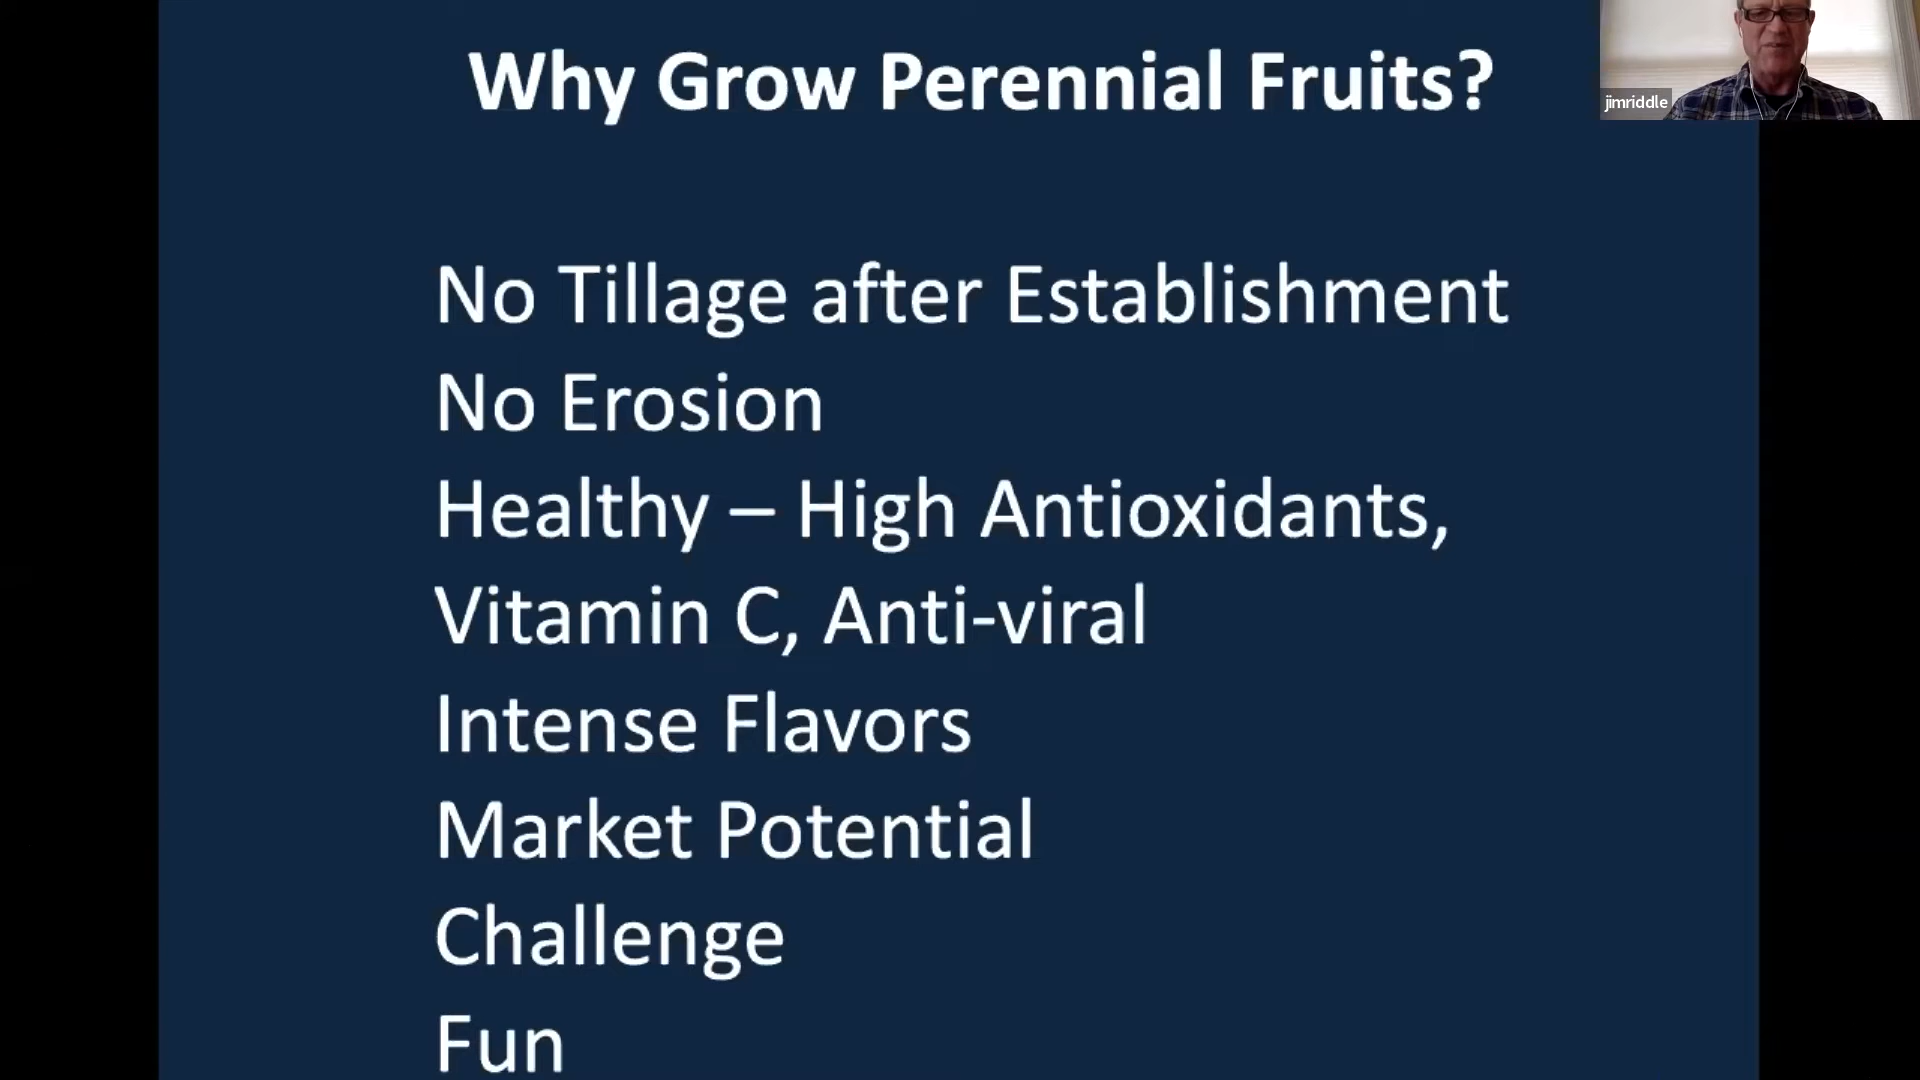 Why Grow Perennial Fruits?
jimriddle
No Tillage after Establishment
No Erosion
Healthy – High Antioxidants,
Vitamin C, Anti-viral
Intense Flavors
Market Potential
Challenge
Fun